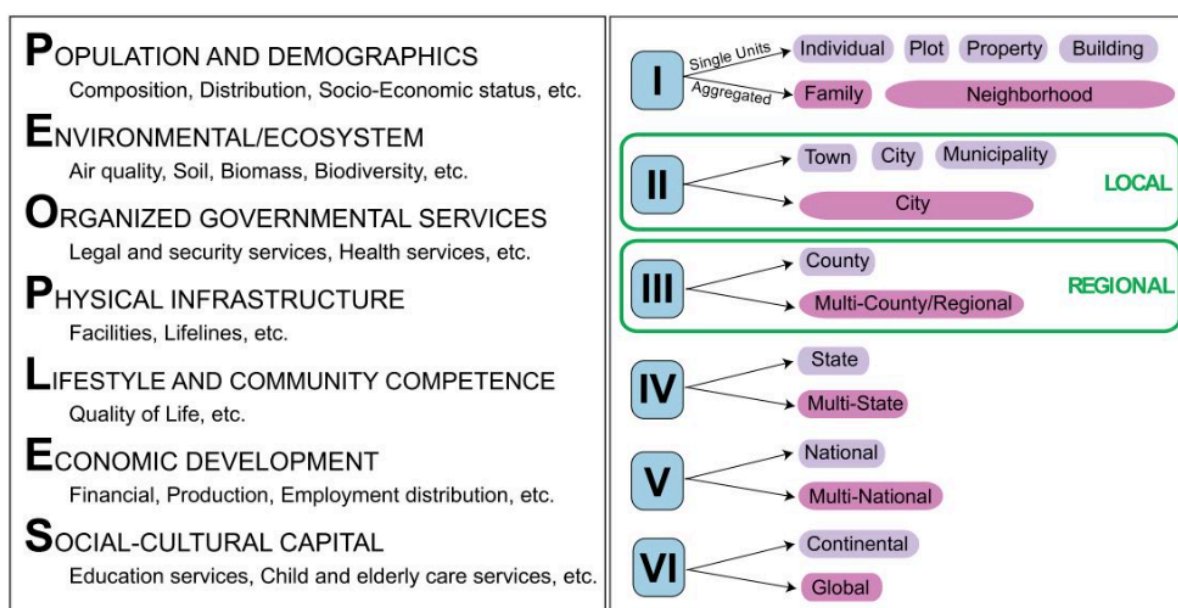 POPULATION AND DEMOGRAPHICS
Composition, Distribution, Socio-Economic status, etc.
ENVIRONMENTAL/ECOSYSTEM
Air quality, Soil, Biomass, Biodiversity, etc.
ORGANIZED GOVERNMENTAL SERVICES
Legal and security services, Health services, etc.
PHYSICAL INFRASTRUCTURE
Facilities, Lifelines, etc.
LIFESTYLE AND COMMUNITY COMPETENCE
Quality of Life, etc.
ECONOMIC DEVELOPMENT
Financial, Production, Employment distribution, etc.
SOCIAL-CULTURAL CAPITAL
Education services, Child and elderly care services, etc.
I
Single Units
Individual Plot Property Building
Aggregated
Family Neighborhood
II
Town City Municipality
City
LOCAL
III
County
Multi-County/Regional
REGIONAL
IV
State
Multi-State
V
National
Multi-National
VI
Continental
Global